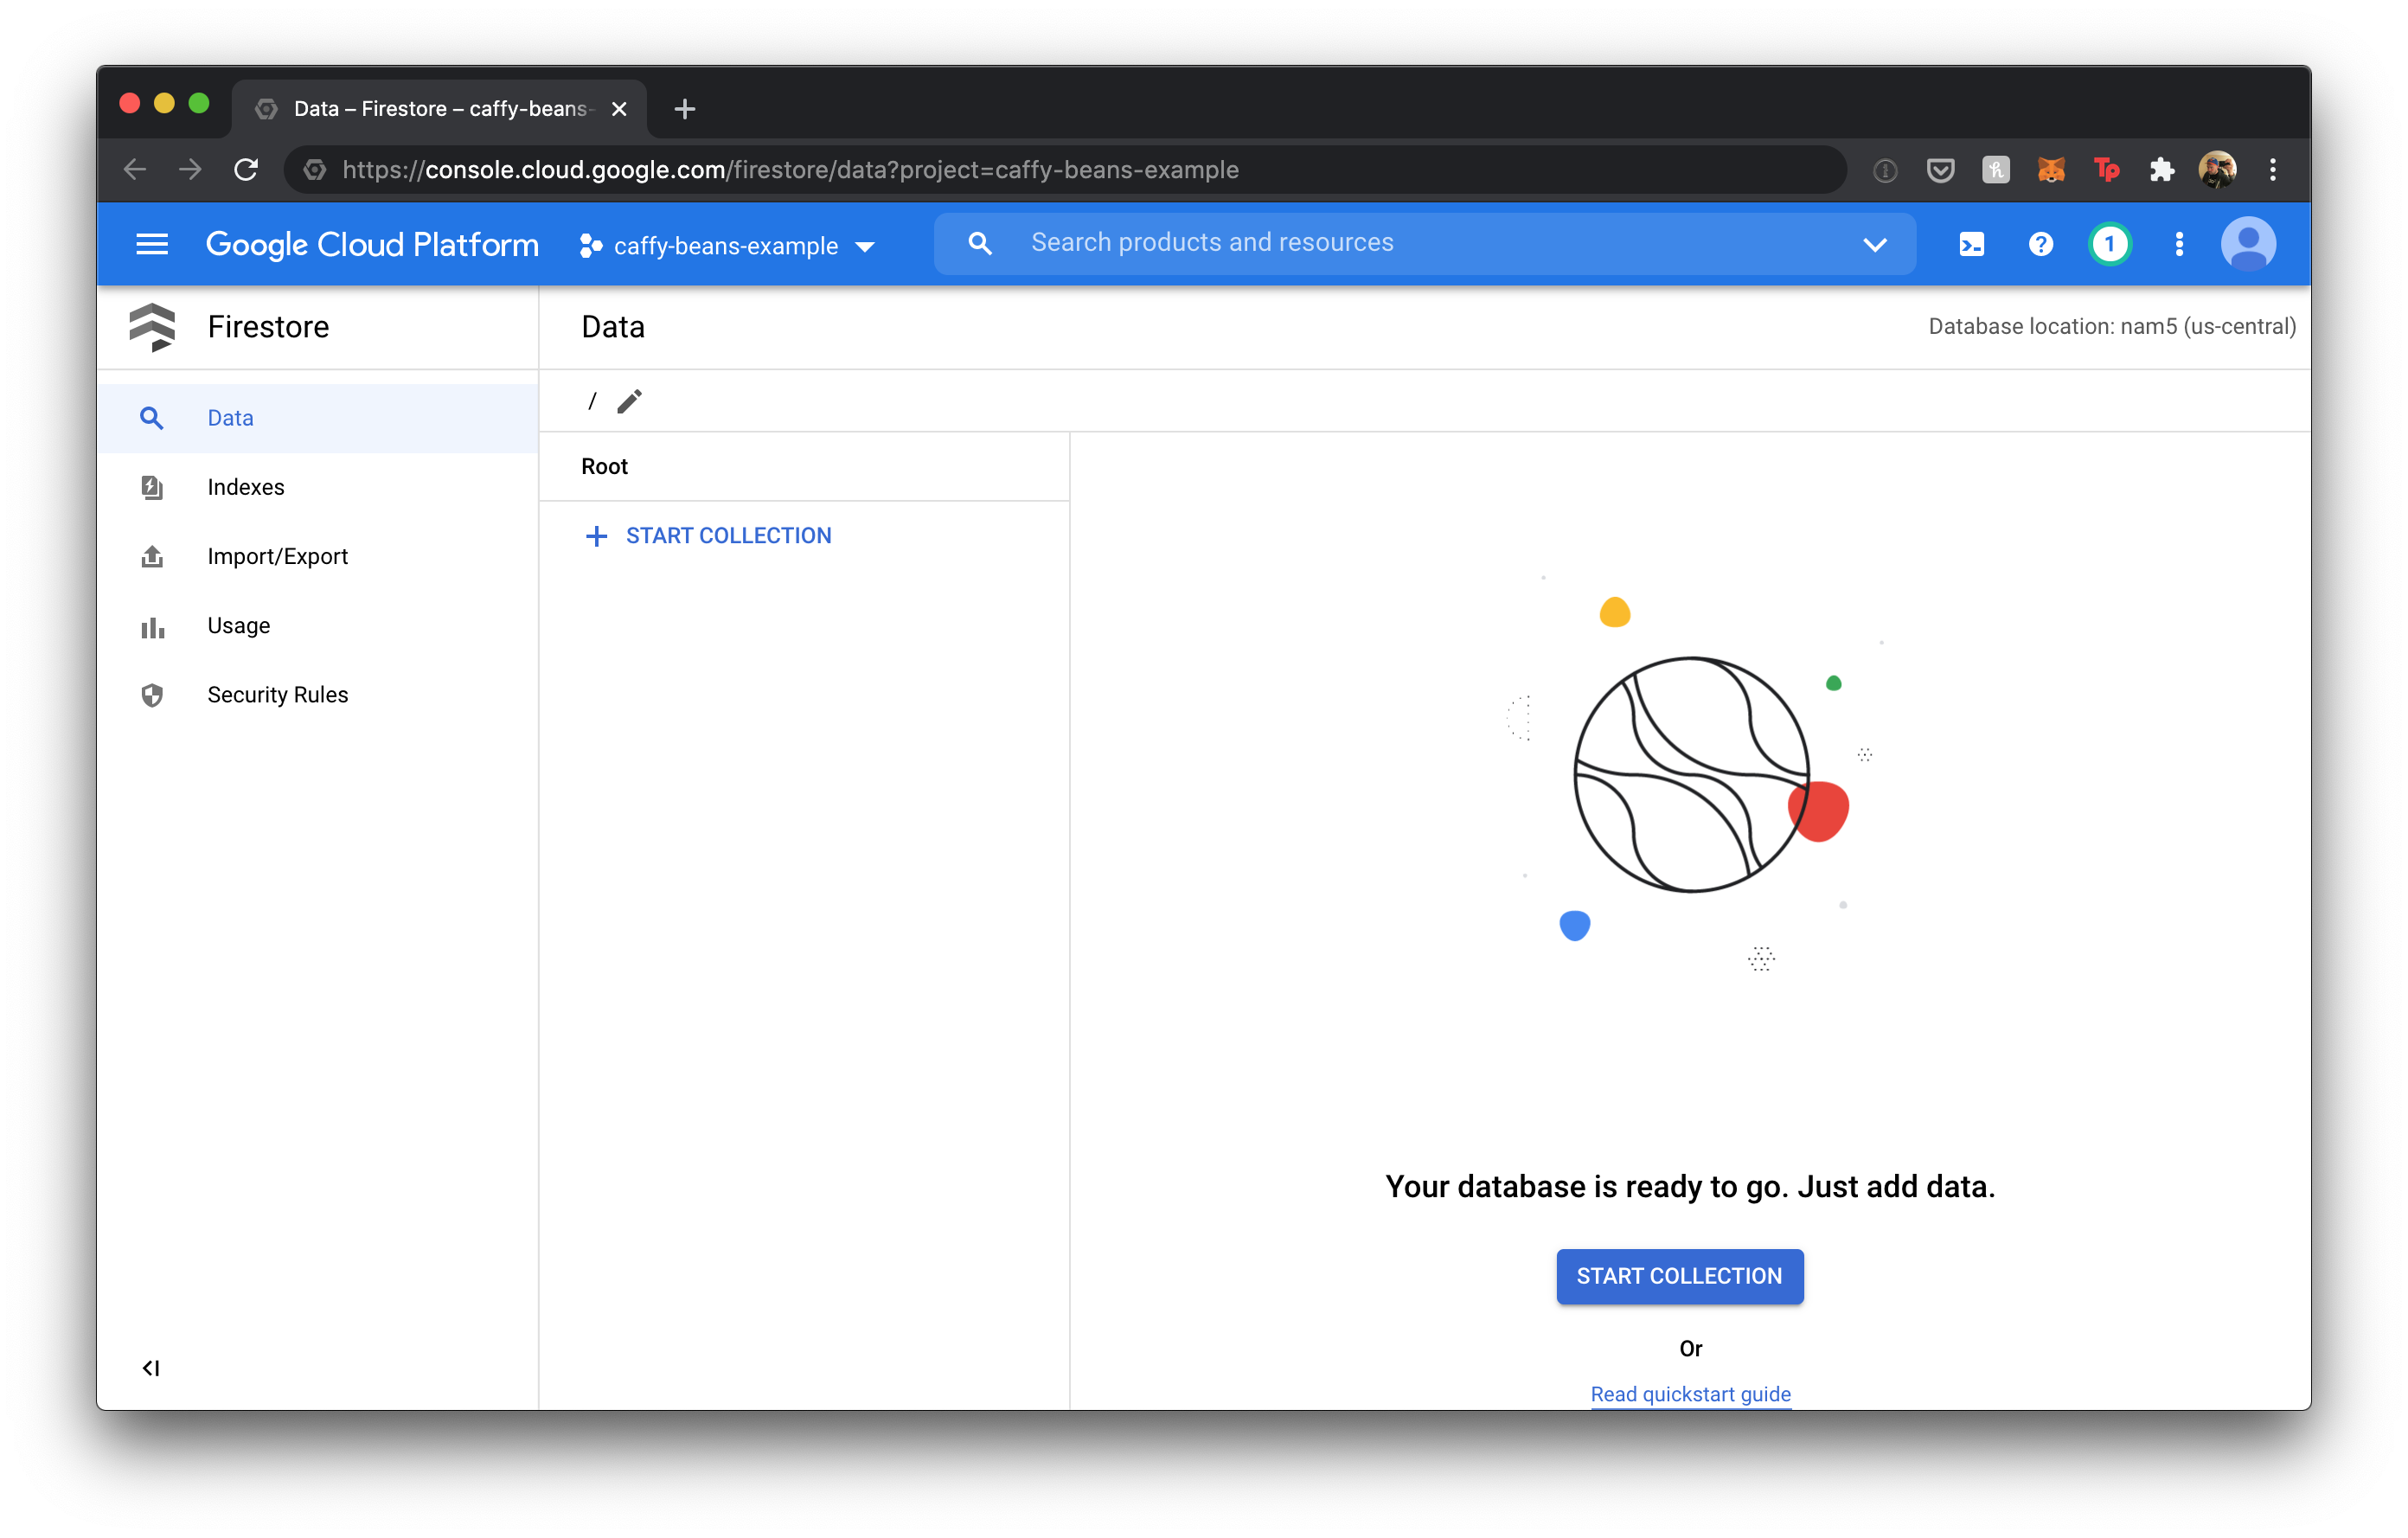 Data – Firestore – caffy-beans-
https://console.cloud.google.com/firestore/data?project=caffy-beans-example
Tp
Google Cloud Platform
caffy-beans-example
Search products and resources
?
1
Firestore
Data
Database location: nam5 (us-central)
Data
Indexes
Import/Export
Usage
Security Rules
/
Root
START COLLECTION
Your database is ready to go. Just add data.
START COLLECTION
Or
Read quickstart guide